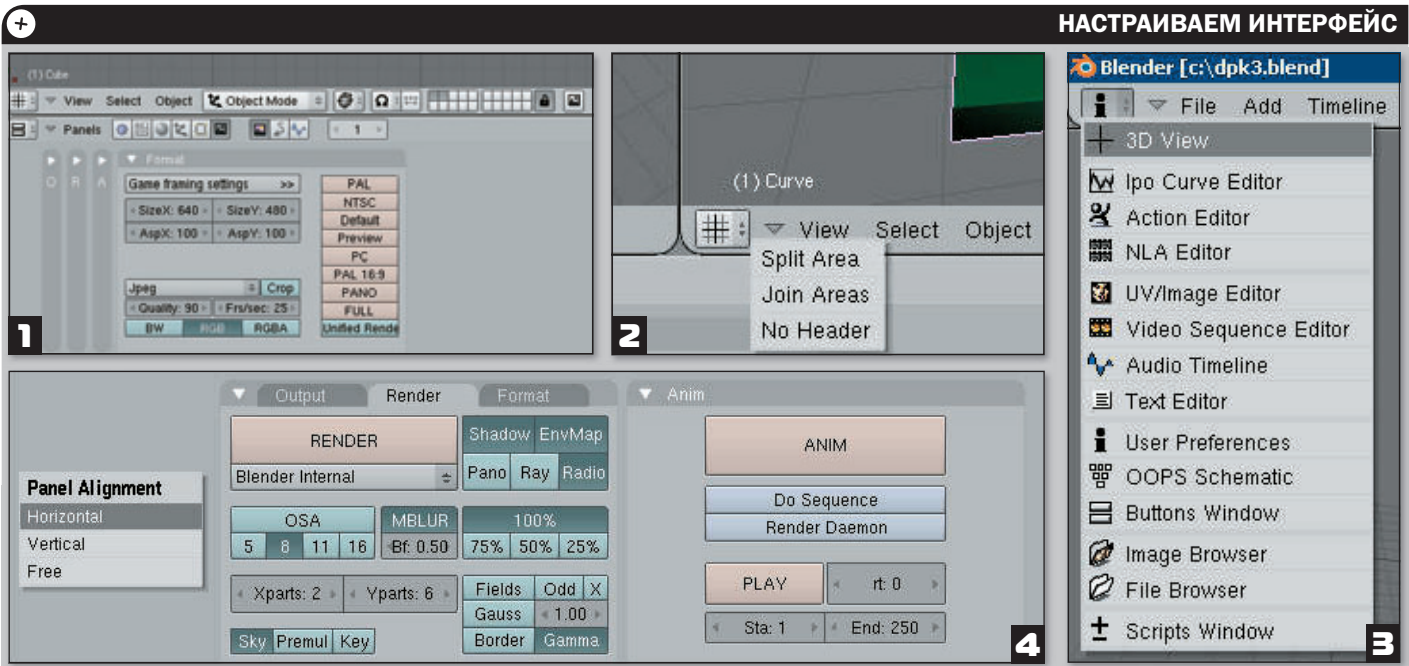 НАСТРАИВАЕМ ИНТЕРФЕЙС
(1) Cube
View Select Object Object Mode
Panels 1
Format
O R A
Game framing settings >>
SizeX: 640 SizeY: 480
AspX: 100 AspY: 100
Jpeg Crop
Quality: 90 Frs/sec: 25
BW RGB RGBA
PAL
NTSC
Default
Preview
PC
PAL 16:9
PANO
FULL
Unified Rende
1
(1) Curve
View Select Object
Split Area
Join Areas
No Header
2
Blender [c:\dpk3.blend]
File Add Timeline
3D View
Ipo Curve Editor
Action Editor
NLA Editor
UV/Image Editor
Video Sequence Editor
Audio Timeline
Text Editor
User Preferences
OOPS Schematic
Buttons Window
Image Browser
File Browser
Scripts Window
3
Panel Alignment
Horizontal
Vertical
Free
Output Render Format
RENDER
Blender Internal
Shadow EnvMap
Pano Ray Radio
OSA MBLUR 100%
5 8 11 16 Bf: 0.50 75% 50% 25%
Xparts: 2 Yparts: 6
Fields Odd X
Gauss 1.00
Sky Premul Key Border Gamma
Anim
ANIM
Do Sequence
Render Daemon
PLAY rt: 0
Sta: 1 End: 250
4